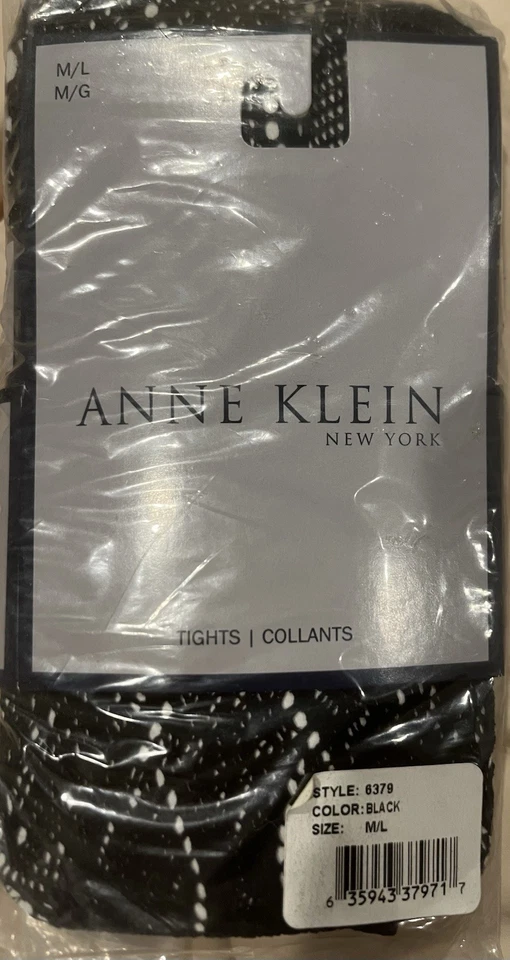 M/L
M/G
ANNE KLEIN
NEW YORK
TIGHTS | COLLANTS
STYLE: 6379
COLOR: BLACK
SIZE: M/L
6 35943 37971 7